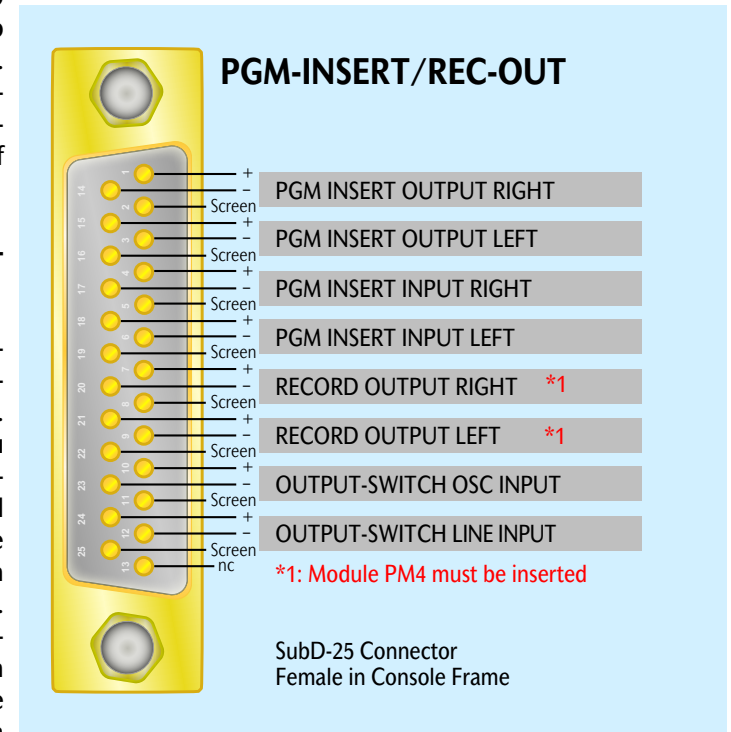 PGM-INSERT/REC-OUT
1 +
14 − PGM INSERT OUTPUT RIGHT
2 Screen
15 +
3 − PGM INSERT OUTPUT LEFT
16 Screen
4 +
17 − PGM INSERT INPUT RIGHT
5 Screen
18 +
6 − PGM INSERT INPUT LEFT
19 Screen
7 +
20 − RECORD OUTPUT RIGHT *1
8 Screen
21 +
9 − RECORD OUTPUT LEFT *1
22 Screen
10 +
23 − OUTPUT-SWITCH OSC INPUT
11 Screen
24 +
12 − OUTPUT-SWITCH LINE INPUT
25 Screen
13 nc
*1: Module PM4 must be inserted
SubD-25 Connector
Female in Console Frame